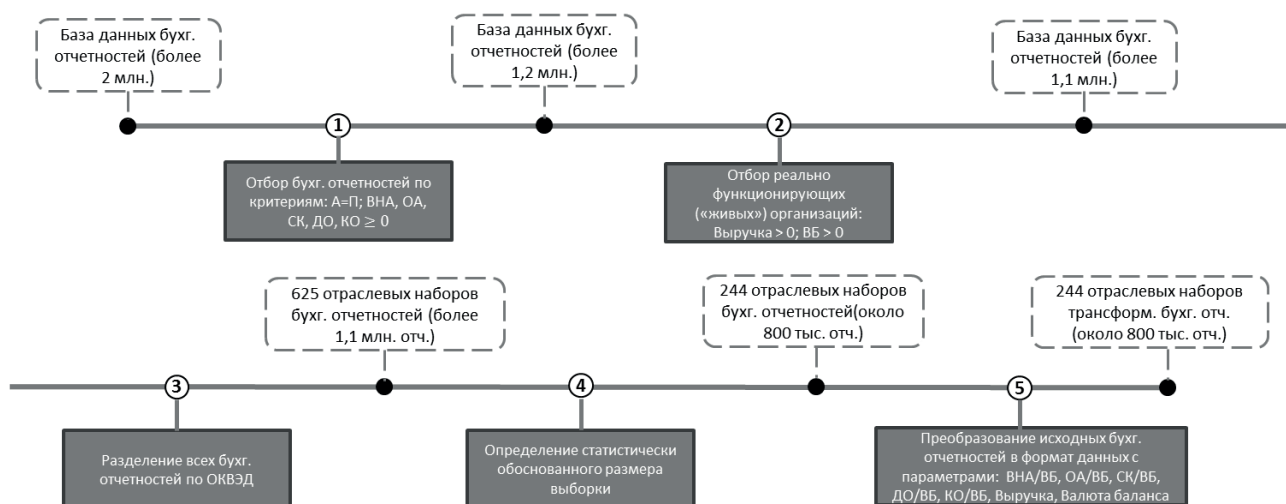 База данных бухг.
отчетностей (более
2 млн.)
База данных бухг.
отчетностей (более
1,2 млн.)
База данных бухг.
отчетностей (более
1,1 млн.)
1
2
Отбор бухг. отчетностей по
критериям: А=П; ВНА, ОА,
СК, ДО, КО ≥ 0
Отбор реально
функционирующих
(«живых») организаций:
Выручка > 0; ВБ > 0
625 отраслевых наборов
бухг. отчетностей (более
1,1 млн. отч.)
244 отраслевых наборов
бухг. отчетностей(около
800 тыс. отч.)
244 отраслевых наборов
трансформ. бухг. отч.
(около 800 тыс. отч.)
3
4
5
Разделение всех бухг.
отчетностей по ОКВЭД
Определение статистически
обоснованного размера
выборки
Преобразование исходных бухг.
отчетностей в формат данных с
параметрами: ВНА/ВБ, ОА/ВБ, СК/ВБ,
ДО/ВБ, КО/ВБ, Выручка, Валюта баланса